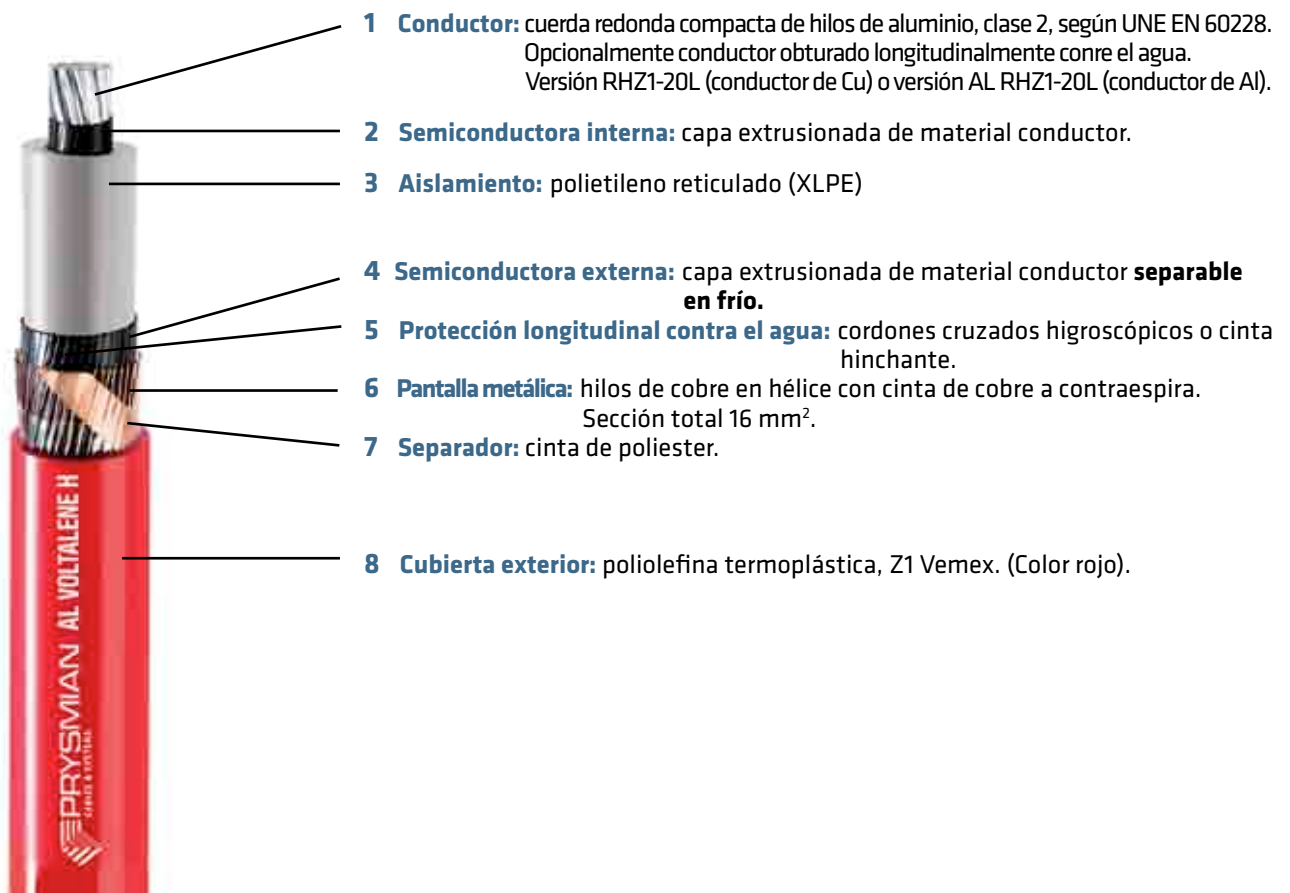 1 Conductor: cuerda redonda compacta de hilos de aluminio, clase 2, según UNE EN 60228.
Opcionalmente conductor obturado longitudinalmente conre el agua.
Versión RHZ1-20L (conductor de Cu) o versión AL RHZ1-20L (conductor de Al).
2 Semiconductora interna: capa extrusionada de material conductor.
3 Aislamiento: polietileno reticulado (XLPE)
4 Semiconductora externa: capa extrusionada de material conductor separable
en frío.
5 Protección longitudinal contra el agua: cordones cruzados higroscópicos o cinta
hinchante.
6 Pantalla metálica: hilos de cobre en hélice con cinta de cobre a contraespira.
Sección total 16 mm².
7 Separador: cinta de poliester.
8 Cubierta exterior: poliolefina termoplástica, Z1 Vemex. (Color rojo).
PRYSMIAN AL VOLTALENE H
CABLES & SYSTEMS